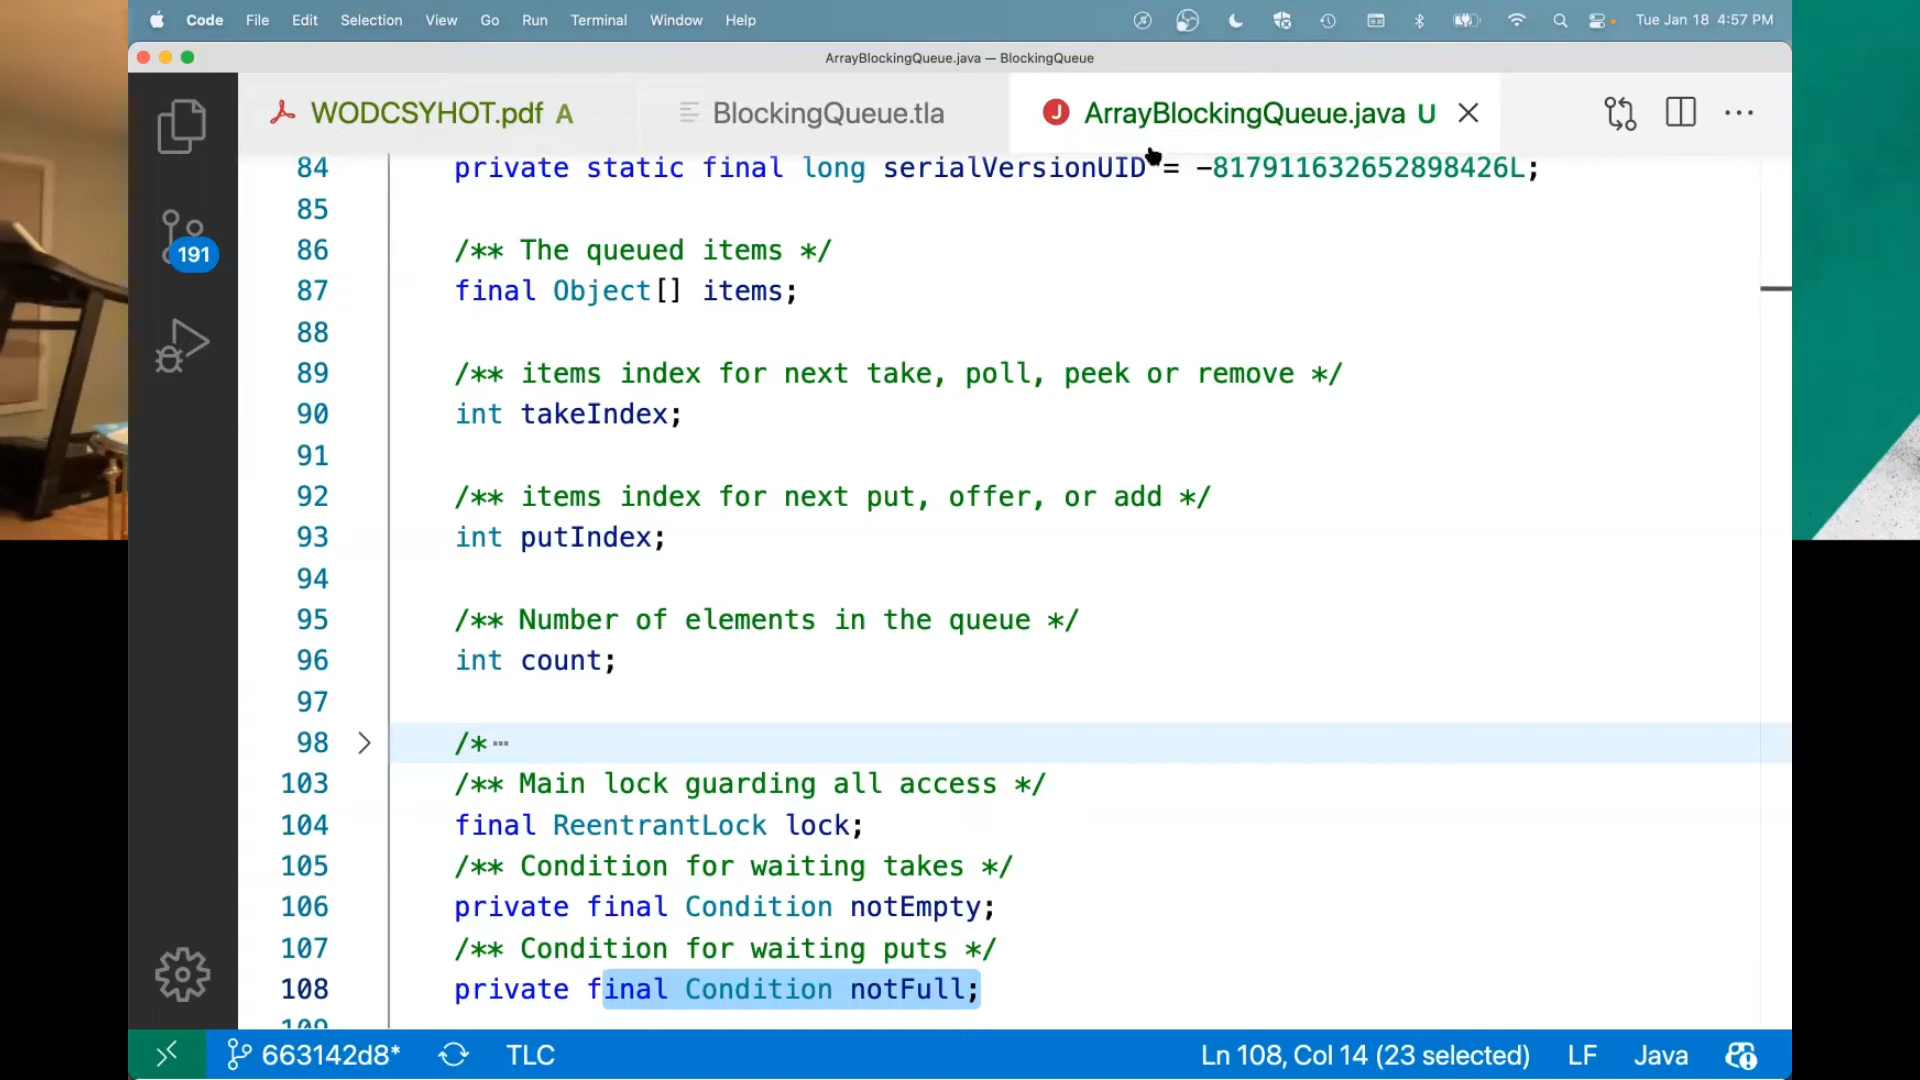 Code File Edit Selection View Go Run Terminal Window Help Tue Jan 18 4:57 PM
ArrayBlockingQueue.java — BlockingQueue
WODCSYHOT.pdf A BlockingQueue.tla J ArrayBlockingQueue.java U
84 private static final long serialVersionUID = -817911632652898426L;
85
86 /** The queued items */
87 final Object[] items;
88
89 /** items index for next take, poll, peek or remove */
90 int takeIndex;
91
92 /** items index for next put, offer, or add */
93 int putIndex;
94
95 /** Number of elements in the queue */
96 int count;
97
98 /* ···
103 /** Main lock guarding all access */
104 final ReentrantLock lock;
105 /** Condition for waiting takes */
106 private final Condition notEmpty;
107 /** Condition for waiting puts */
108 private final Condition notFull;
109
191
663142d8* TLC Ln 108, Col 14 (23 selected) LF Java